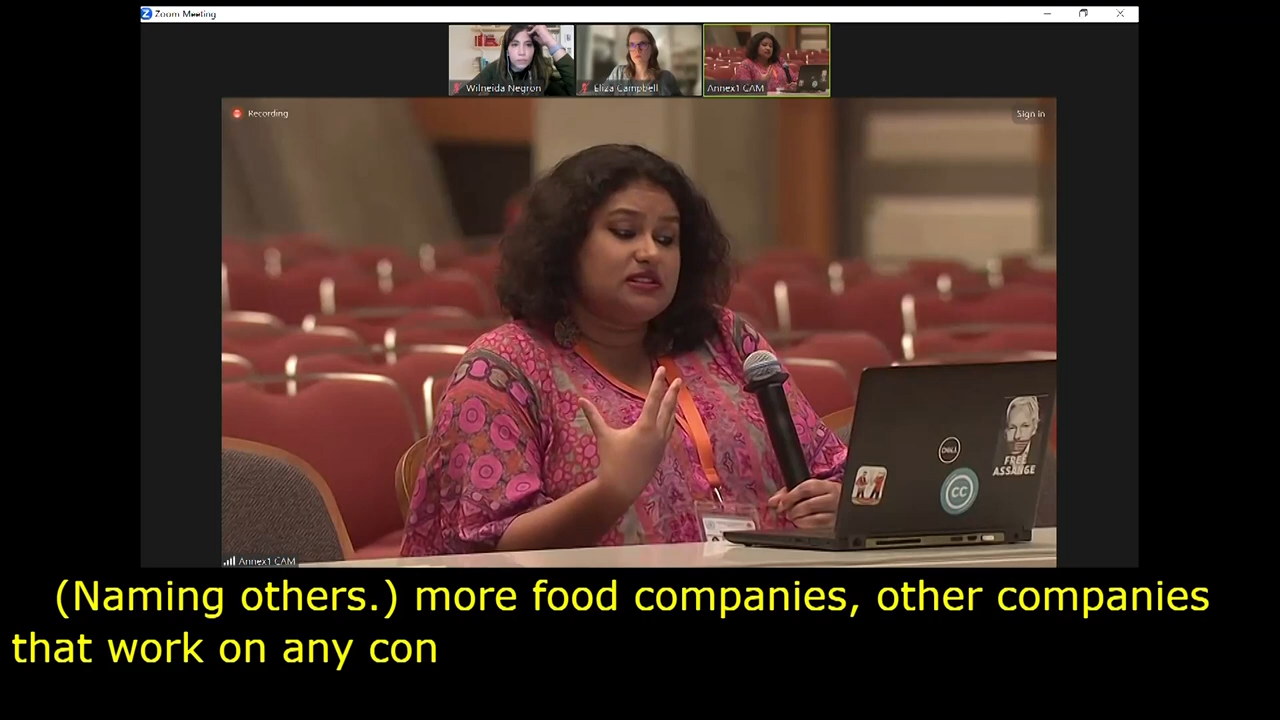 Zoom Meeting
Wilneida Negron
Eliza Campbell
Annex1 CAM
Recording
Sign in
DELL
CC
FREE
ASSANGE
Annex1 CAM
(Naming others.) more food companies, other companies
that work on any con